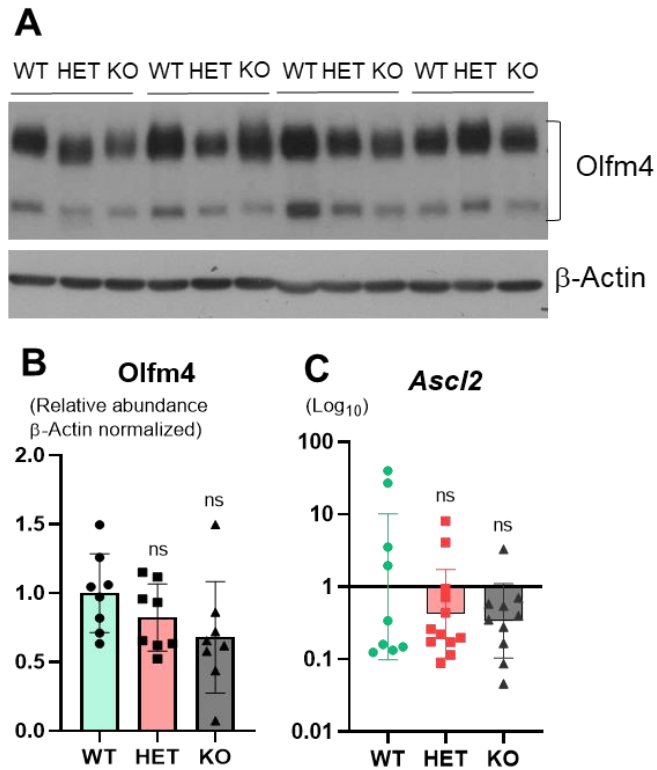 A
WT HET KO WT HET KO WT HET KO WT HET KO
Olfm4
β-Actin
B
Olfm4
(Relative abundance
β-Actin normalized)
2.0
1.5
1.0
0.5
0.0
ns
ns
WT HET KO
C
Ascl2
(Log10)
100
10
1
0.1
0.01
ns
ns
WT HET KO